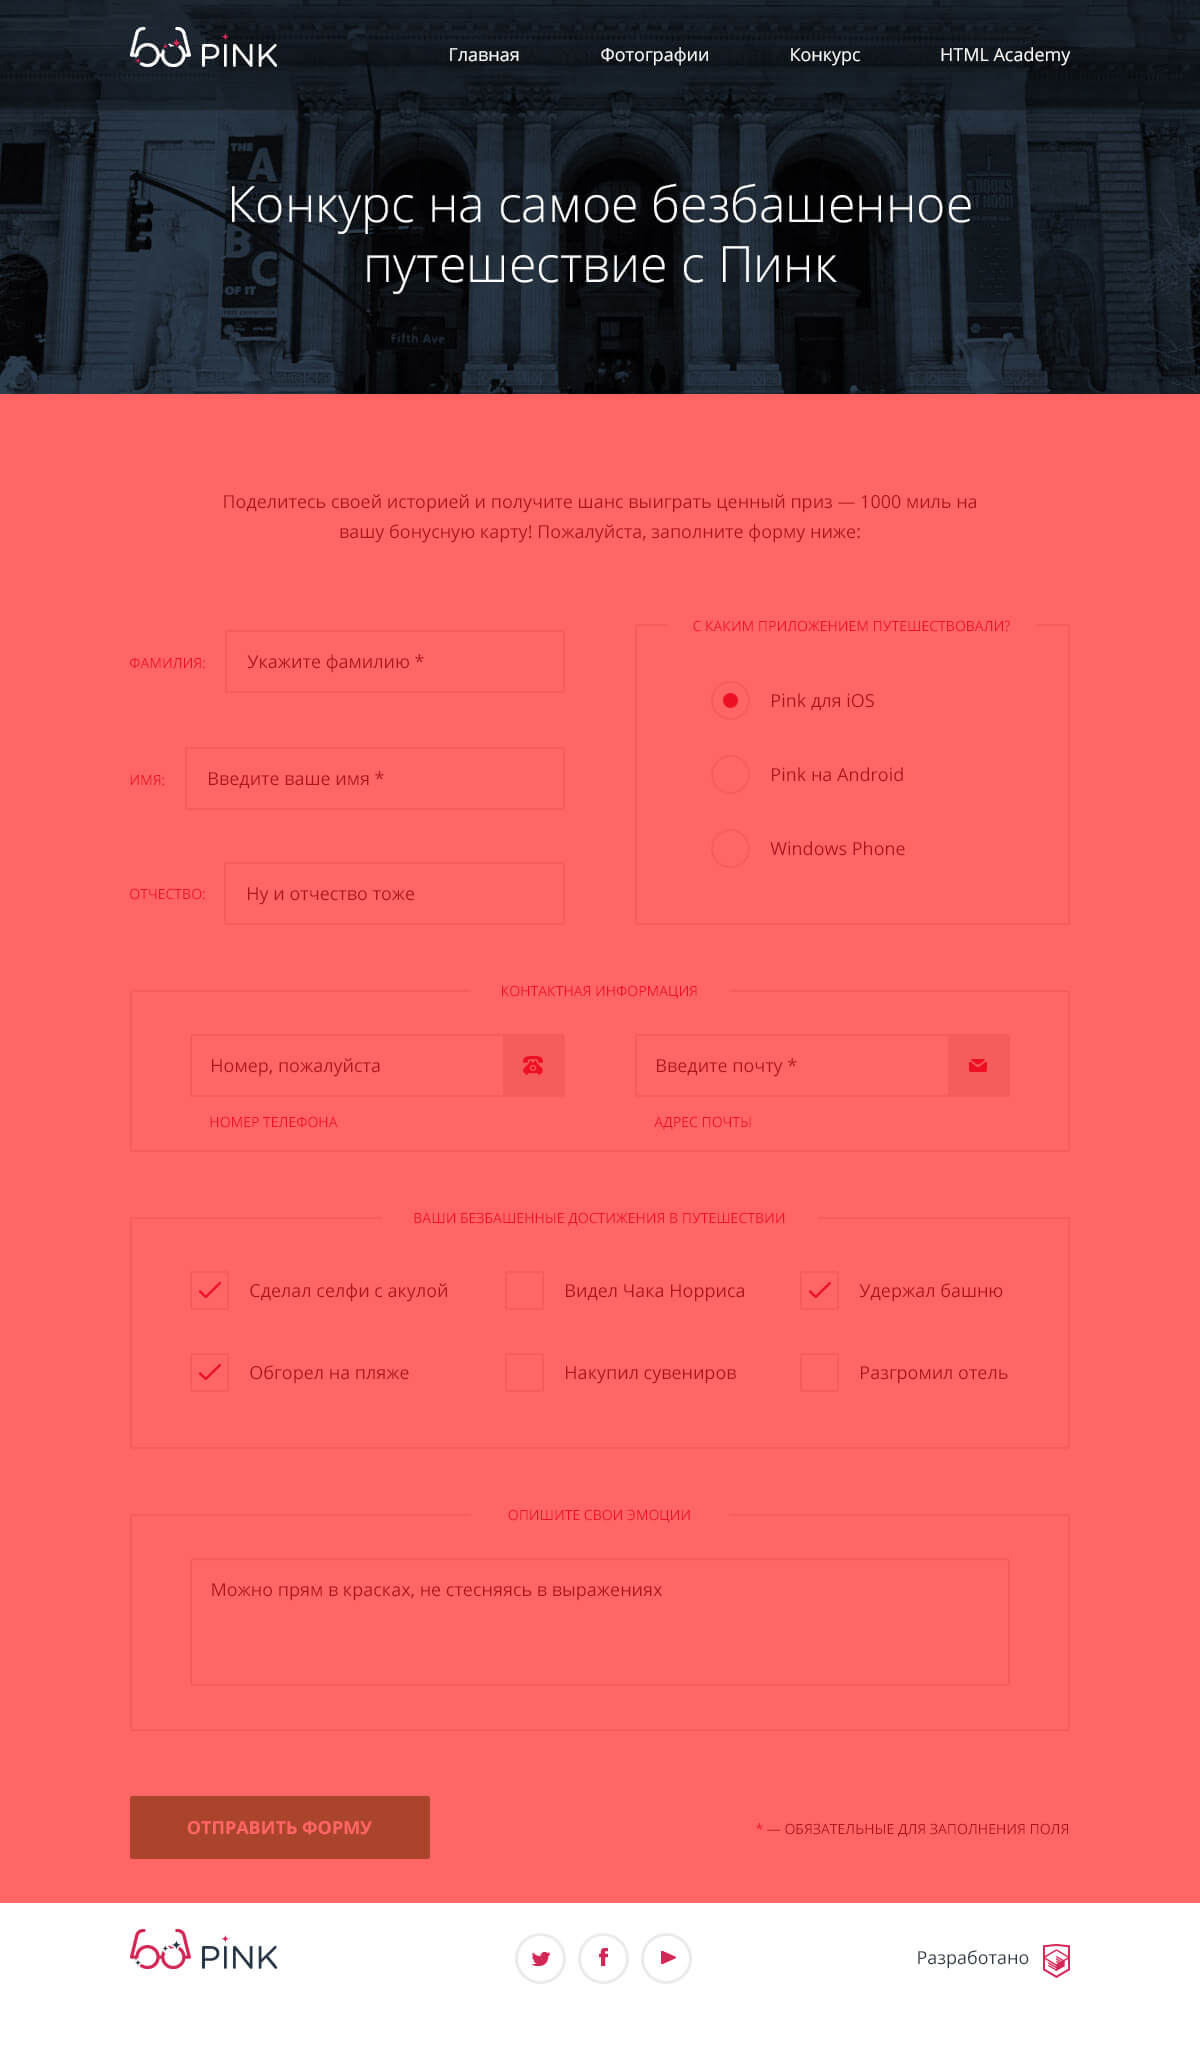 PINK
Главная
Фотографии
Конкурс
HTML Academy
THE
A
B
C
OF IT
Fifth Ave
Конкурс на самое безбашенное
путешествие с Пинк
Поделитесь своей историей и получите шанс выиграть ценный приз — 1000 миль на
вашу бонусную карту! Пожалуйста, заполните форму ниже:
ФАМИЛИЯ:
Укажите фамилию *
ИМЯ:
Введите ваше имя *
ОТЧЕСТВО:
Ну и отчество тоже
С КАКИМ ПРИЛОЖЕНИЕМ ПУТЕШЕСТВОВАЛИ?
Pink для iOS
Pink на Android
Windows Phone
КОНТАКТНАЯ ИНФОРМАЦИЯ
Номер, пожалуйста
НОМЕР ТЕЛЕФОНА
Введите почту *
АДРЕС ПОЧТЫ
ВАШИ БЕЗБАШЕННЫЕ ДОСТИЖЕНИЯ В ПУТЕШЕСТВИИ
Сделал селфи с акулой
Видел Чака Норриса
Удержал башню
Обгорел на пляже
Накупил сувениров
Разгромил отель
ОПИШИТЕ СВОИ ЭМОЦИИ
Можно прям в красках, не стесняясь в выражениях
ОТПРАВИТЬ ФОРМУ
* — ОБЯЗАТЕЛЬНЫЕ ДЛЯ ЗАПОЛНЕНИЯ ПОЛЯ
PINK
Разработано